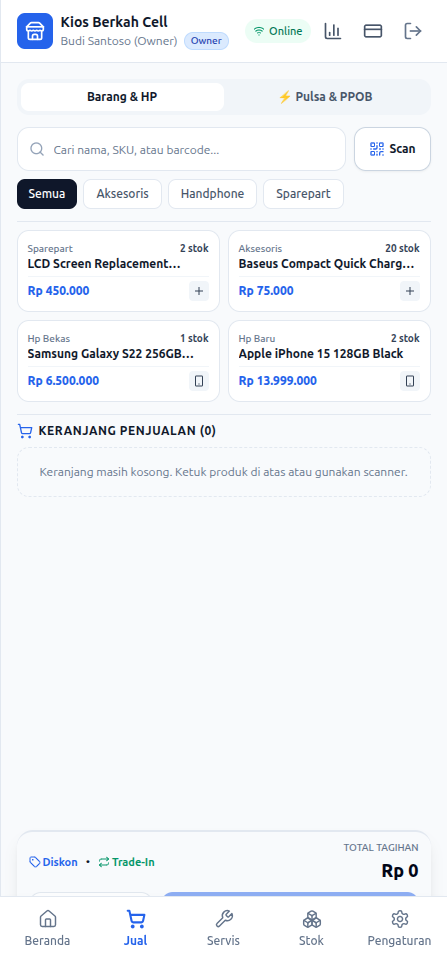 Kios Berkah Cell
Budi Santoso (Owner) Owner
Online
Barang & HP
⚡ Pulsa & PPOB
Cari nama, SKU, atau barcode...
Scan
Semua
Aksesoris
Handphone
Sparepart
Sparepart 2 stok
LCD Screen Replacement...
Rp 450.000
Aksesoris 20 stok
Baseus Compact Quick Charg...
Rp 75.000
Hp Bekas 1 stok
Samsung Galaxy S22 256GB...
Rp 6.500.000
Hp Baru 2 stok
Apple iPhone 15 128GB Black
Rp 13.999.000
KERANJANG PENJUALAN (0)
Keranjang masih kosong. Ketuk produk di atas atau gunakan scanner.
Diskon • Trade-In
TOTAL TAGIHAN
Rp 0
Beranda
Jual
Servis
Stok
Pengaturan